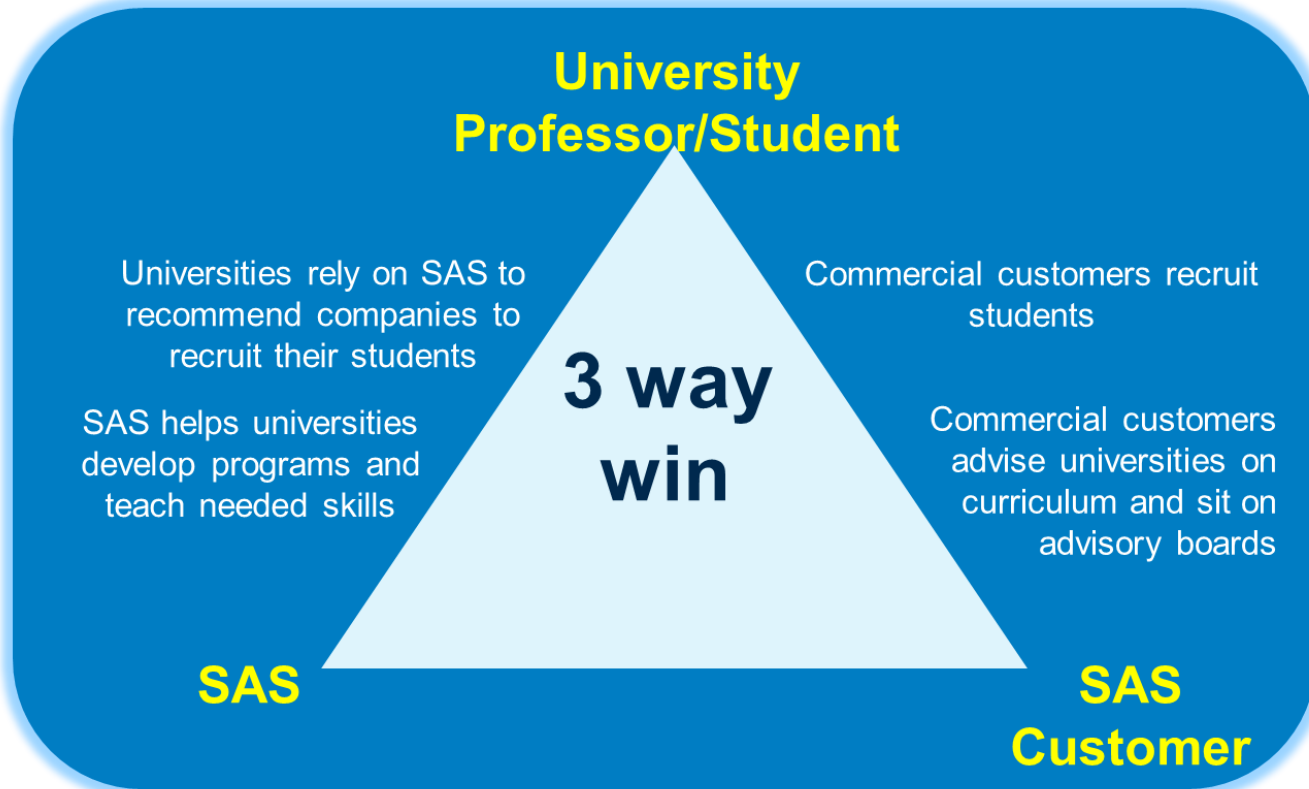 University
Professor/Student
Universities rely on SAS to
recommend companies to
recruit their students
SAS helps universities
develop programs and
teach needed skills
3 way
win
Commercial customers recruit
students
Commercial customers
advise universities on
curriculum and sit on
advisory boards
SAS
SAS
Customer